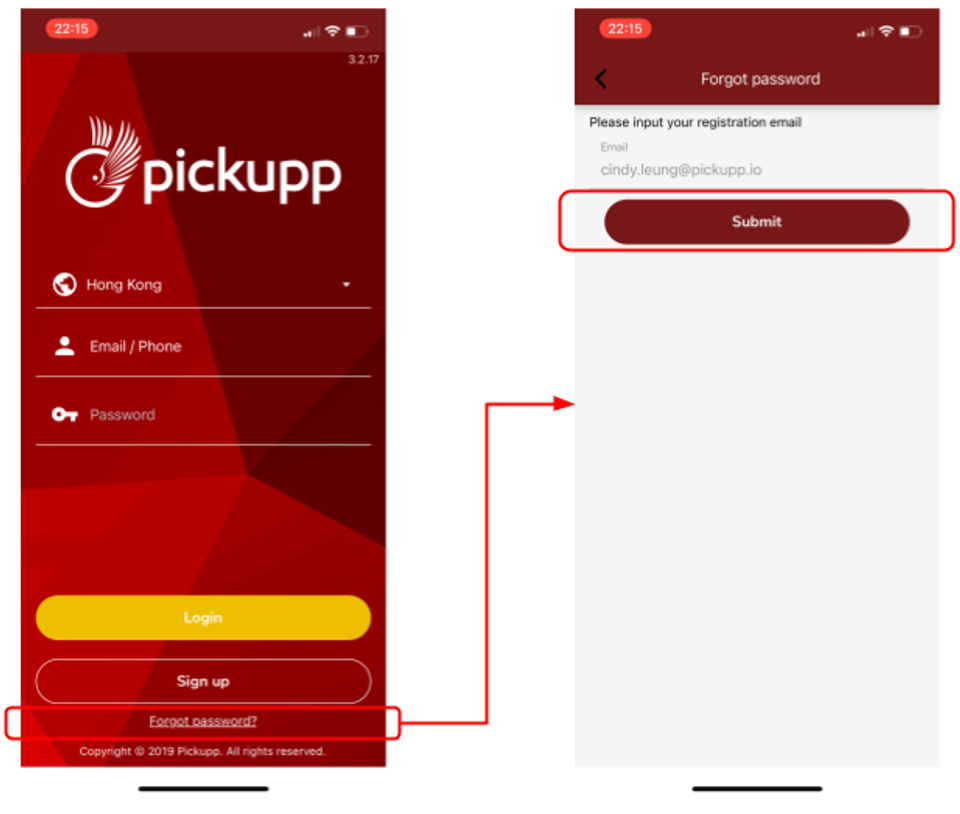 22:15
3.2.17
pickupp
Hong Kong
Email / Phone
Password
Login
Sign up
Forgot password?
Copyright © 2019 Pickupp. All rights reserved.
22:15
Forgot password
Please input your registration email
Email
cindy.leung@pickupp.io
Submit